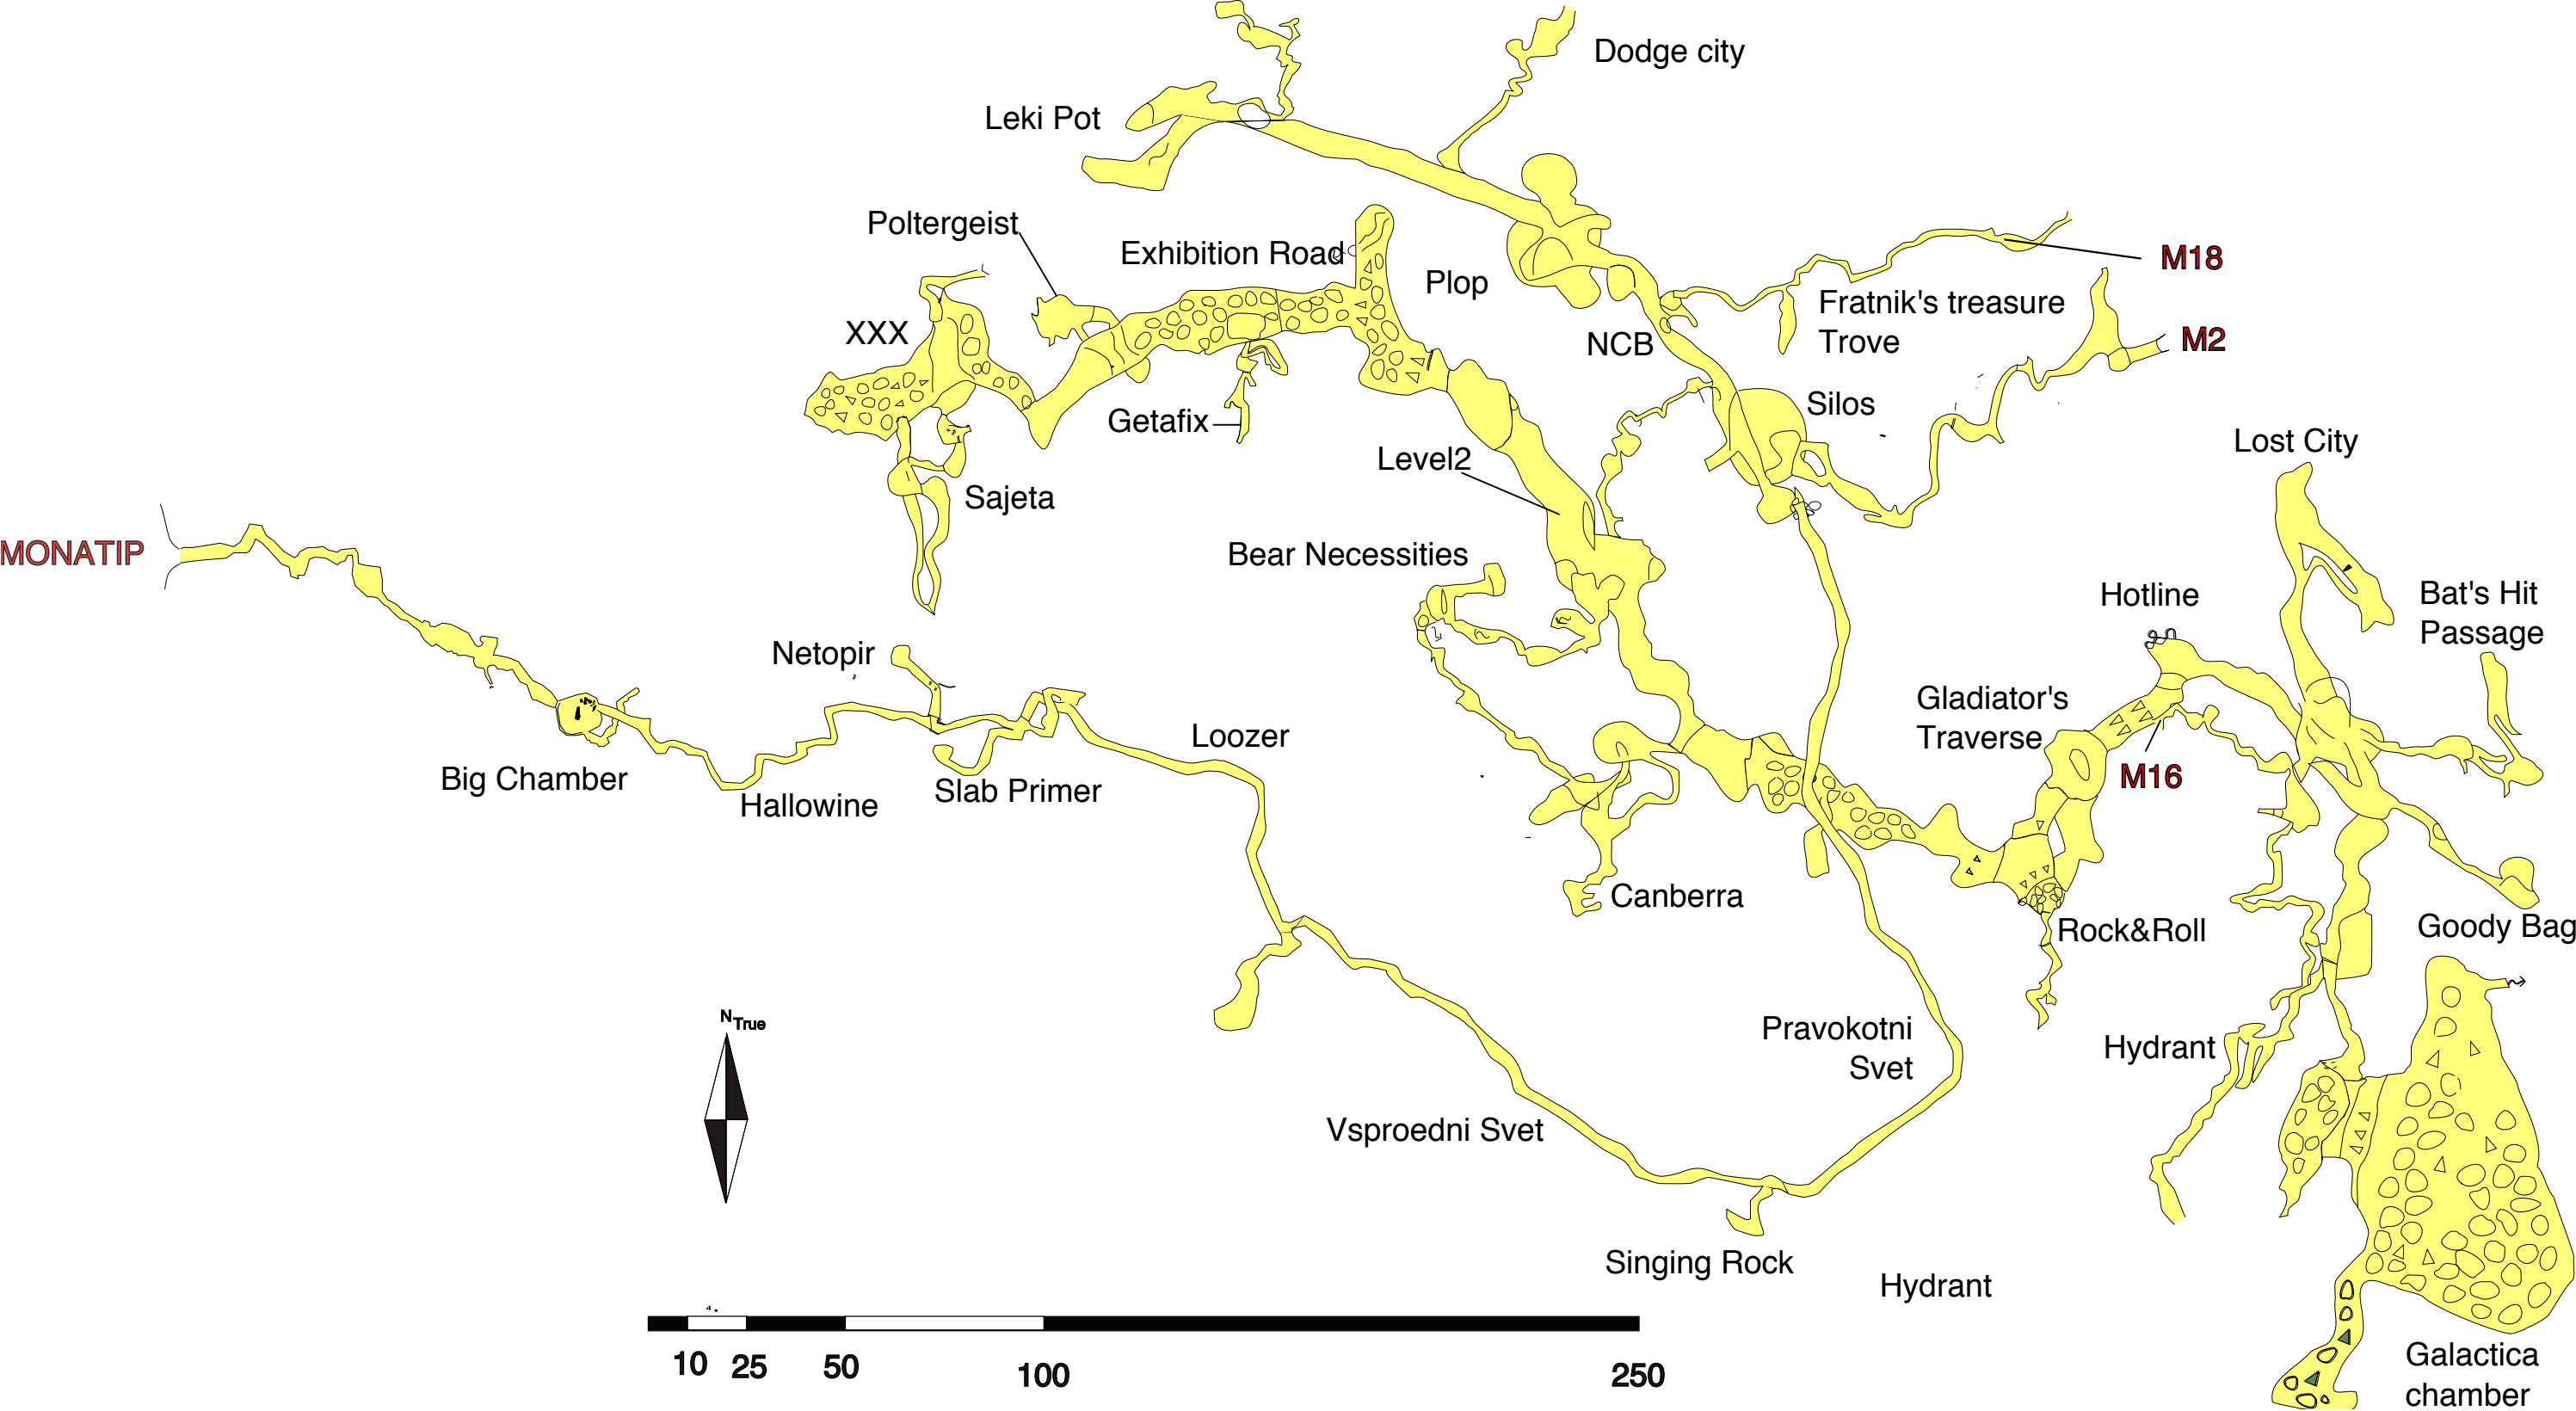 Dodge city
Leki Pot
Poltergeist
Exhibition Road
Plop
M18
Fratnik's treasure
Trove
M2
XXX
NCB
Getafix
Silos
Level2
Lost City
Sajeta
MONATIP
Bear Necessities
Hotline
Bat's Hit
Passage
Netopir
Gladiator's
Traverse
Loozer
M16
Big Chamber
Hallowine
Slab Primer
Canberra
Rock&Roll
Goody Bag
N True
Pravokotni
Svet
Hydrant
Vsproedni Svet
Singing Rock
Hydrant
10 25 50 100 250
Galactica
chamber